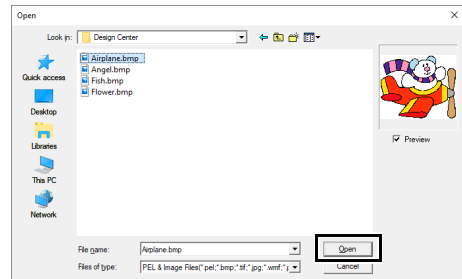 Open
Look in: Design Center
Airplane.bmp
Angel.bmp
Fish.bmp
Flower.bmp
Quick access
Desktop
Libraries
This PC
Network
Preview
File name: Airplane.bmp Open
Files of type: PEL & Image Files(*.pel;*.bmp;*.tif;*.jpg;*.wmf;*.p Cancel